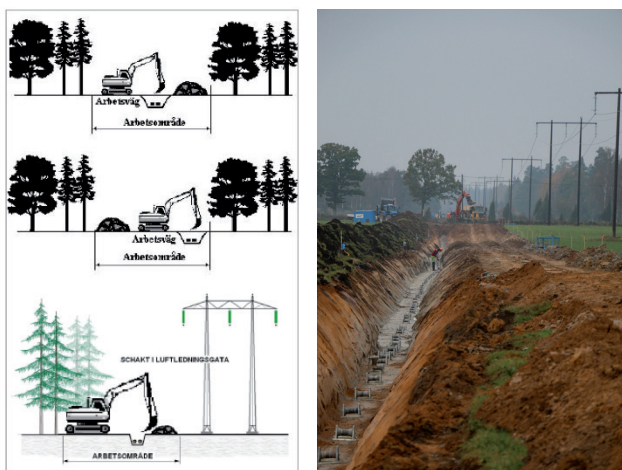 Arbetsväg
Arbetsområde
Arbetsväg
Arbetsområde
SCHAKT I LUFTLEDNINGSGATA
ARBETSOMRÅDE